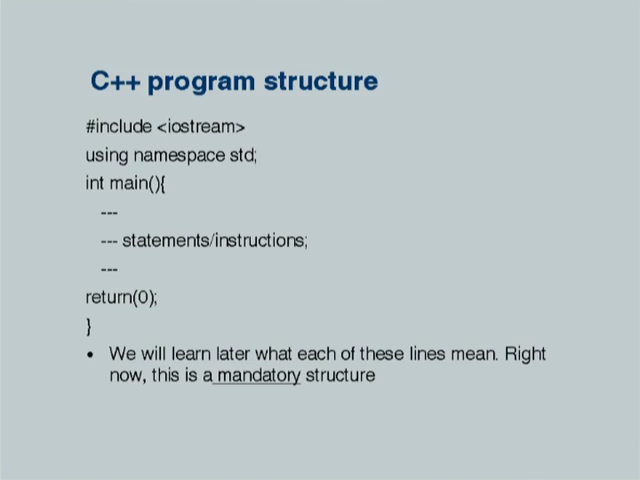 C++ program structure
#include <iostream>
using namespace std;
int main(){
---
--- statements/instructions;
---
return(0);
}
• We will learn later what each of these lines mean. Right
now, this is a mandatory structure